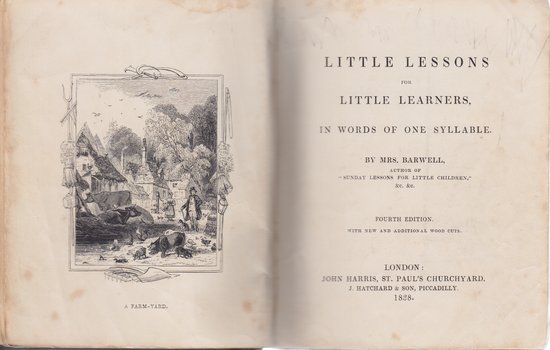 A FARM-YARD.
LITTLE LESSONS
FOR
LITTLE LEARNERS,
IN WORDS OF ONE SYLLABLE.
BY MRS. BARWELL,
AUTHOR OF
"SUNDAY LESSONS FOR LITTLE CHILDREN,"
&c. &c.
FOURTH EDITION.
WITH NEW AND ADDITIONAL WOOD CUTS.
LONDON:
JOHN HARRIS, ST. PAUL'S CHURCHYARD.
J. HATCHARD & SON, PICCADILLY.
1838.